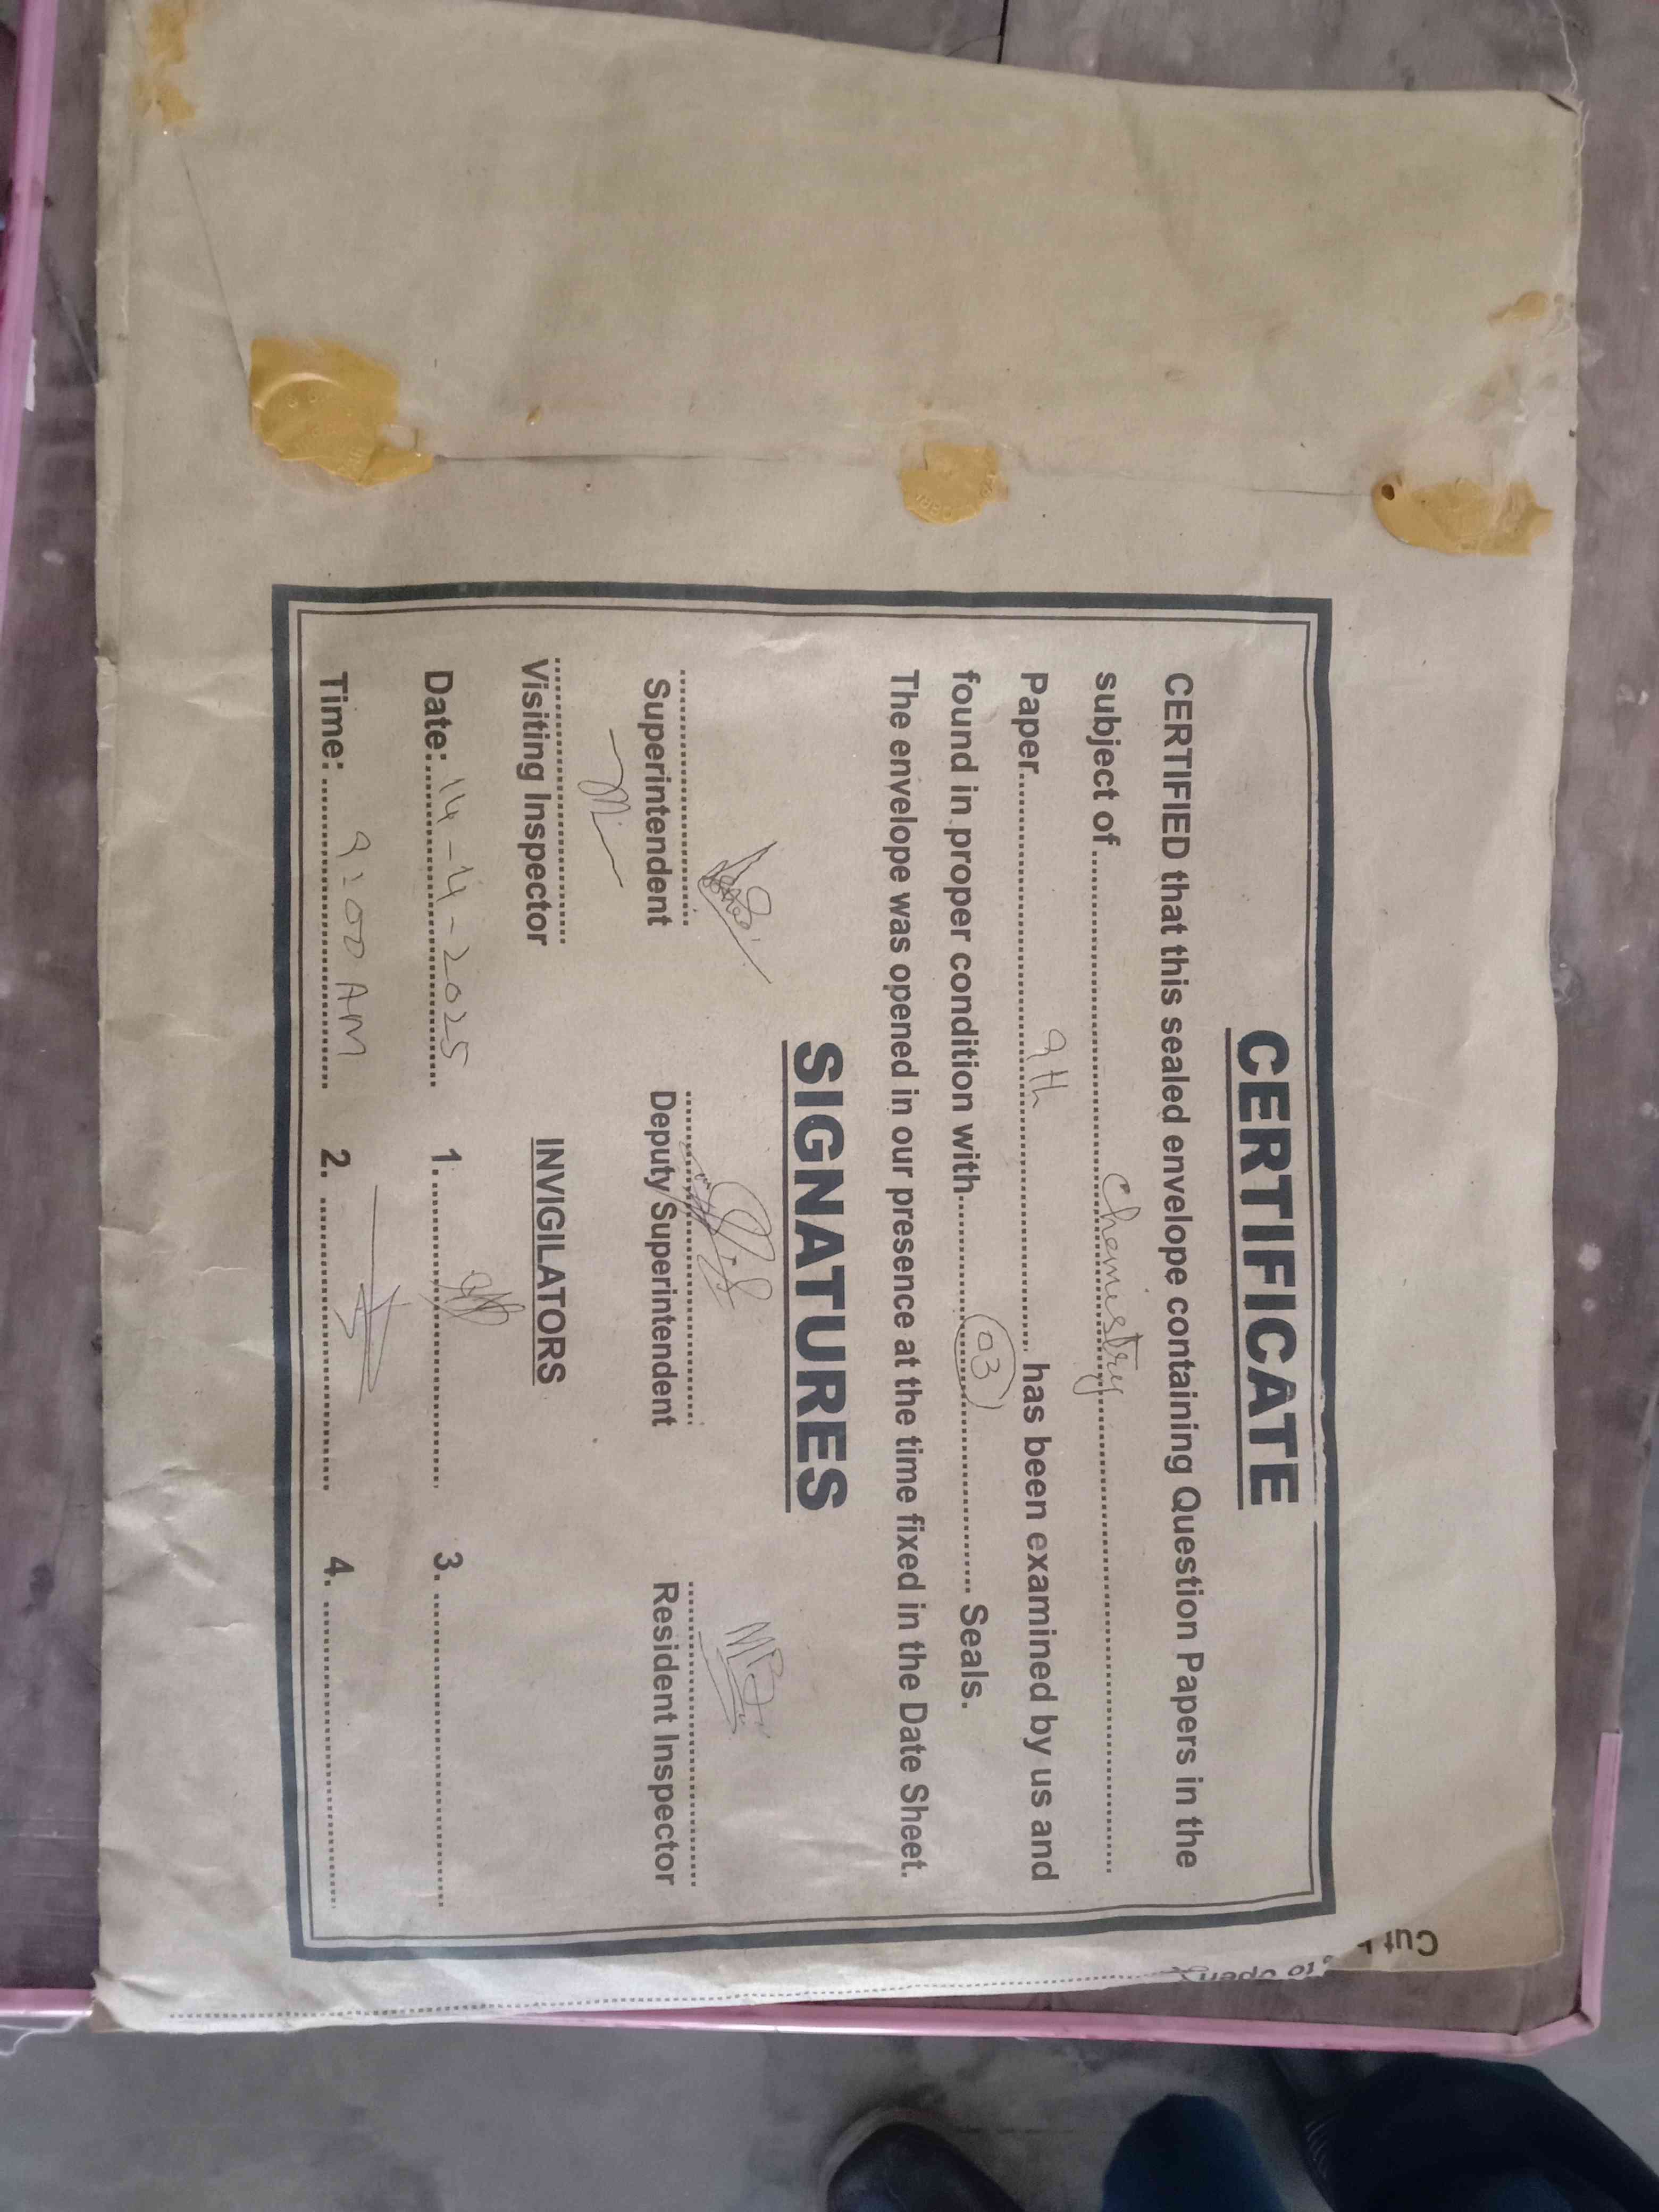 CERTIFICATE
CERTIFIED that this sealed envelope containing Question Papers in the
subject of Chemistry
Paper 9th has been examined by us and
found in proper condition with 03 Seals.
The envelope was opened in our presence at the time fixed in the Date Sheet.
SIGNATURES
Superintendent Deputy Superintendent Resident Inspector
Visiting Inspector INVIGILATORS
Date: 14-4-2025 1. 3.
Time: 9:00 AM 2. 4.
Cut
to open